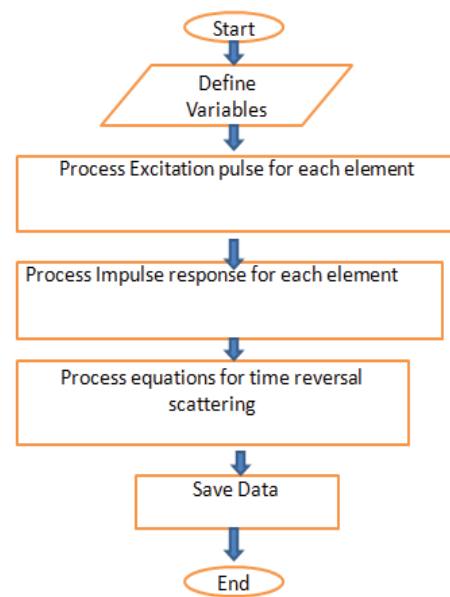 Start
Define
Variables
Process Excitation pulse for each element
Process Impulse response for each element
Process equations for time reversal
scattering
Save Data
End